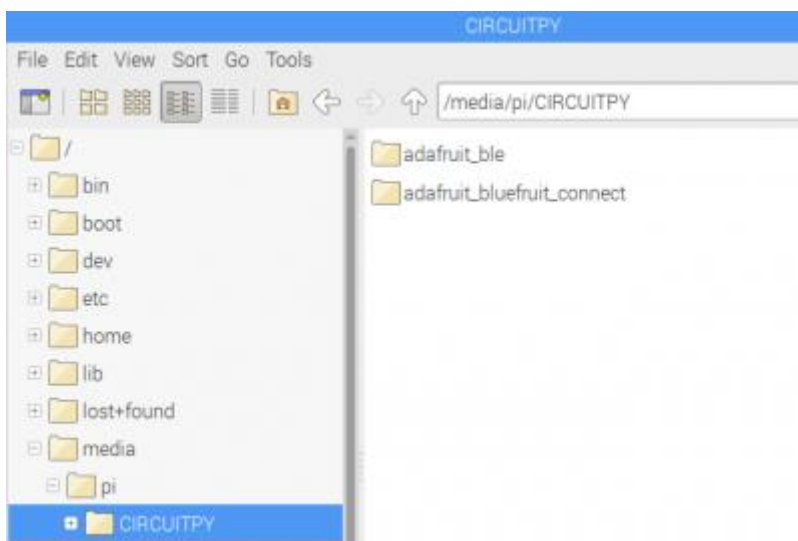 CIRCUITPY
File Edit View Sort Go Tools
/media/pi/CIRCUITPY
/
bin
boot
dev
etc
home
lib
lost+found
media
pi
CIRCUITPY
adafruit_ble
adafruit_bluefruit_connect